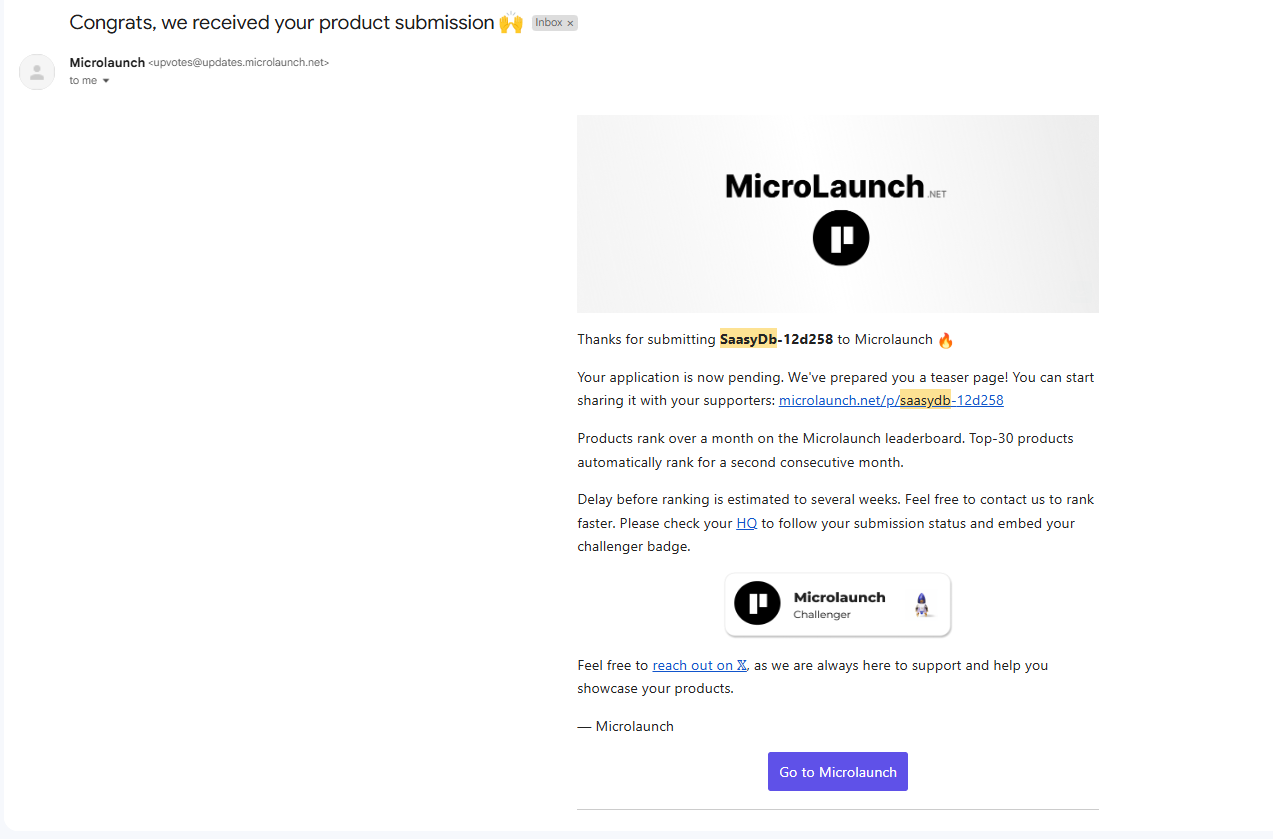 Congrats, we received your product submission 🙌 Inbox ×
Microlaunch <upvotes@updates.microlaunch.net>
to me
MicroLaunch.NET
Thanks for submitting SaasyDb-12d258 to Microlaunch 🔥
Your application is now pending. We've prepared you a teaser page! You can start
sharing it with your supporters: microlaunch.net/p/saasydb-12d258
Products rank over a month on the Microlaunch leaderboard. Top-30 products
automatically rank for a second consecutive month.
Delay before ranking is estimated to several weeks. Feel free to contact us to rank
faster. Please check your HQ to follow your submission status and embed your
challenger badge.
Microlaunch
Challenger
Feel free to reach out on 𝕏, as we are always here to support and help you
showcase your products.
— Microlaunch
Go to Microlaunch